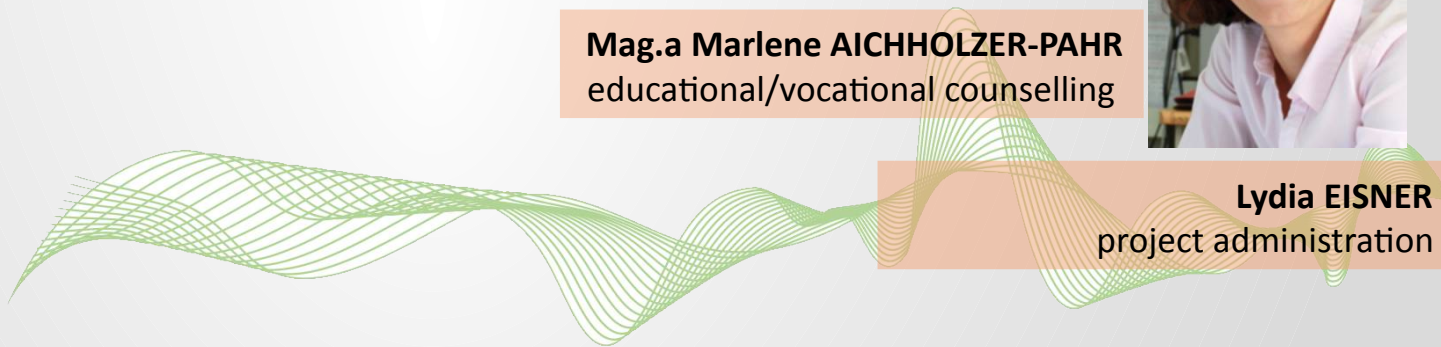 Mag.a Marlene AICHHOLZER-PAHR
educational/vocational counselling
Lydia EISNER
project administration